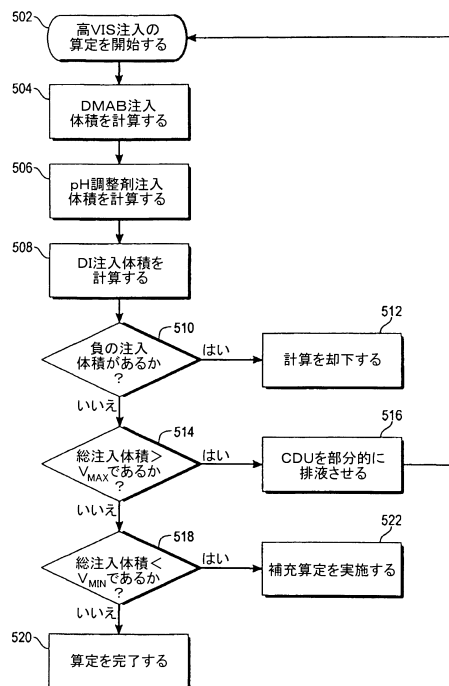 502
高VIS注入の
算定を開始する
504
DMAB注入
体積を計算する
506
pH調整剤注入
体積を計算する
508
DI注入体積を
計算する
510
負の注入
体積があるか
?
はい
512
計算を却下する
いいえ
514
総注入体積>
VMAXであるか
?
はい
516
CDUを部分的に
排液させる
いいえ
518
総注入体積<
VMINであるか
?
はい
522
補充算定を実施する
いいえ
520
算定を完了する